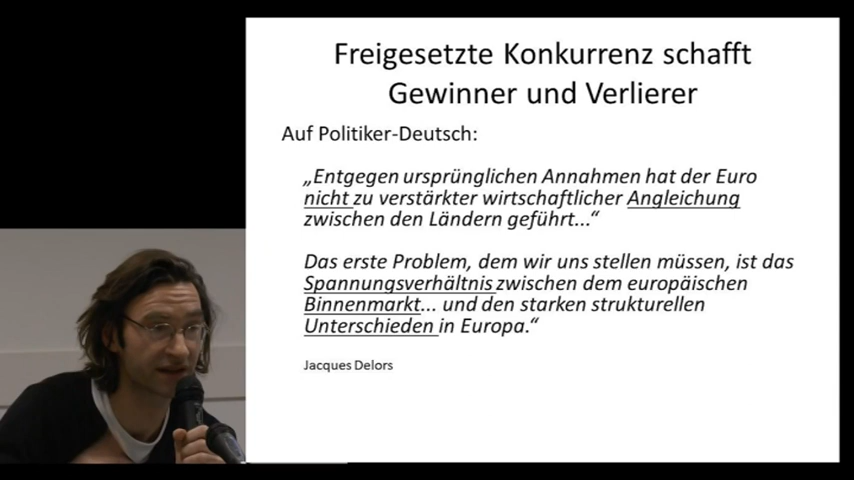 Freigesetzte Konkurrenz schafft
Gewinner und Verlierer
Auf Politiker-Deutsch:
„Entgegen ursprünglichen Annahmen hat der Euro
nicht zu verstärkter wirtschaftlicher Angleichung
zwischen den Ländern geführt...“
Das erste Problem, dem wir uns stellen müssen, ist das
Spannungsverhältnis zwischen dem europäischen
Binnenmarkt... und den starken strukturellen
Unterschieden in Europa.“
Jacques Delors